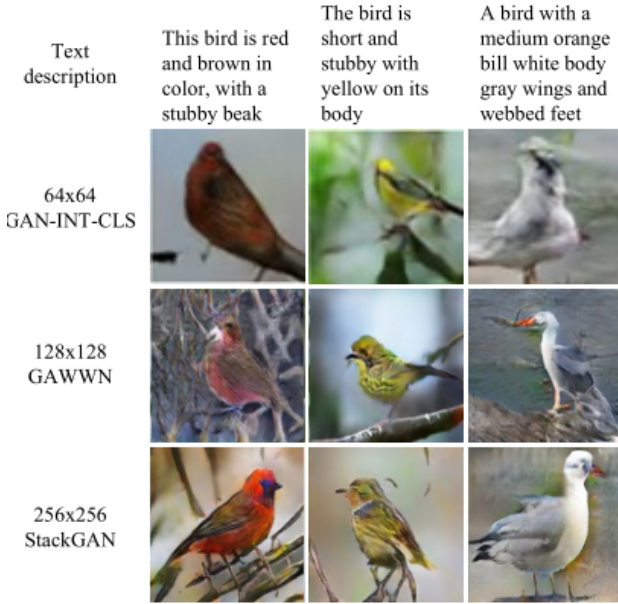 Text
description
This bird is red
and brown in
color, with a
stubby beak
The bird is
short and
stubby with
yellow on its
body
A bird with a
medium orange
bill white body
gray wings and
webbed feet
64x64
GAN-INT-CLS
128x128
GAWWN
256x256
StackGAN